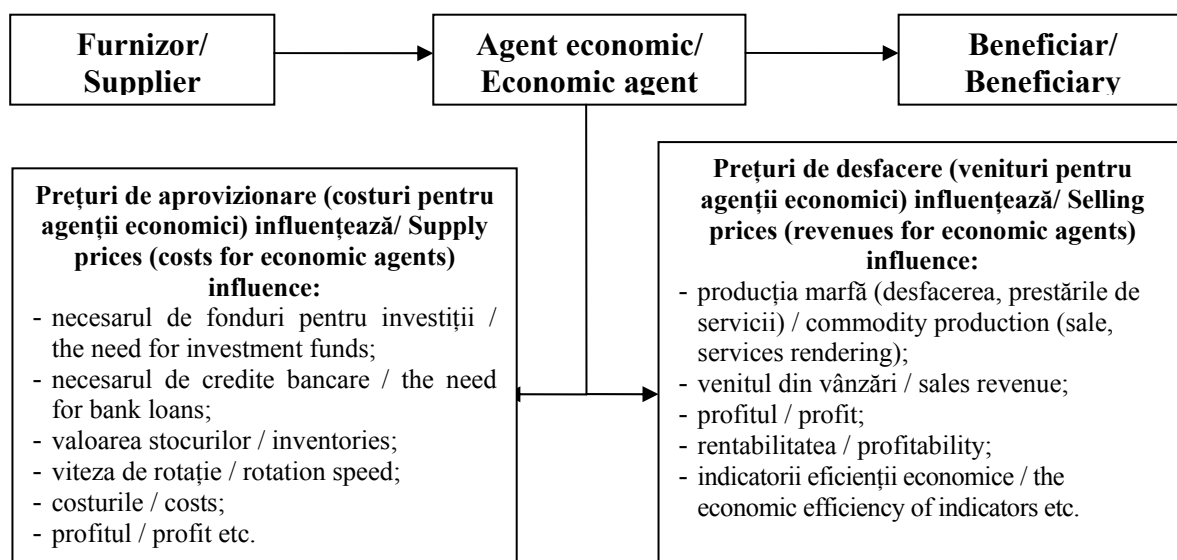 Furnizor/
Supplier
Agent economic/
Economic agent
Beneficiar/
Beneficiary
Prețuri de aprovizionare (costuri pentru
agenții economici) influențează/ Supply
prices (costs for economic agents)
influence:
- necesarul de fonduri pentru investiții /
the need for investment funds;
- necesarul de credite bancare / the need
for bank loans;
- valoarea stocurilor / inventories;
- viteza de rotație / rotation speed;
- costurile / costs;
- profitul / profit etc.
Prețuri de desfacere (venituri pentru
agenții economici) influențează/ Selling
prices (revenues for economic agents)
influence:
- producția marfă (desfacerea, prestările de
servicii) / commodity production (sale,
services rendering);
- venitul din vânzări / sales revenue;
- profitul / profit;
- rentabilitatea / profitability;
- indicatorii eficienții economice / the
economic efficiency of indicators etc.